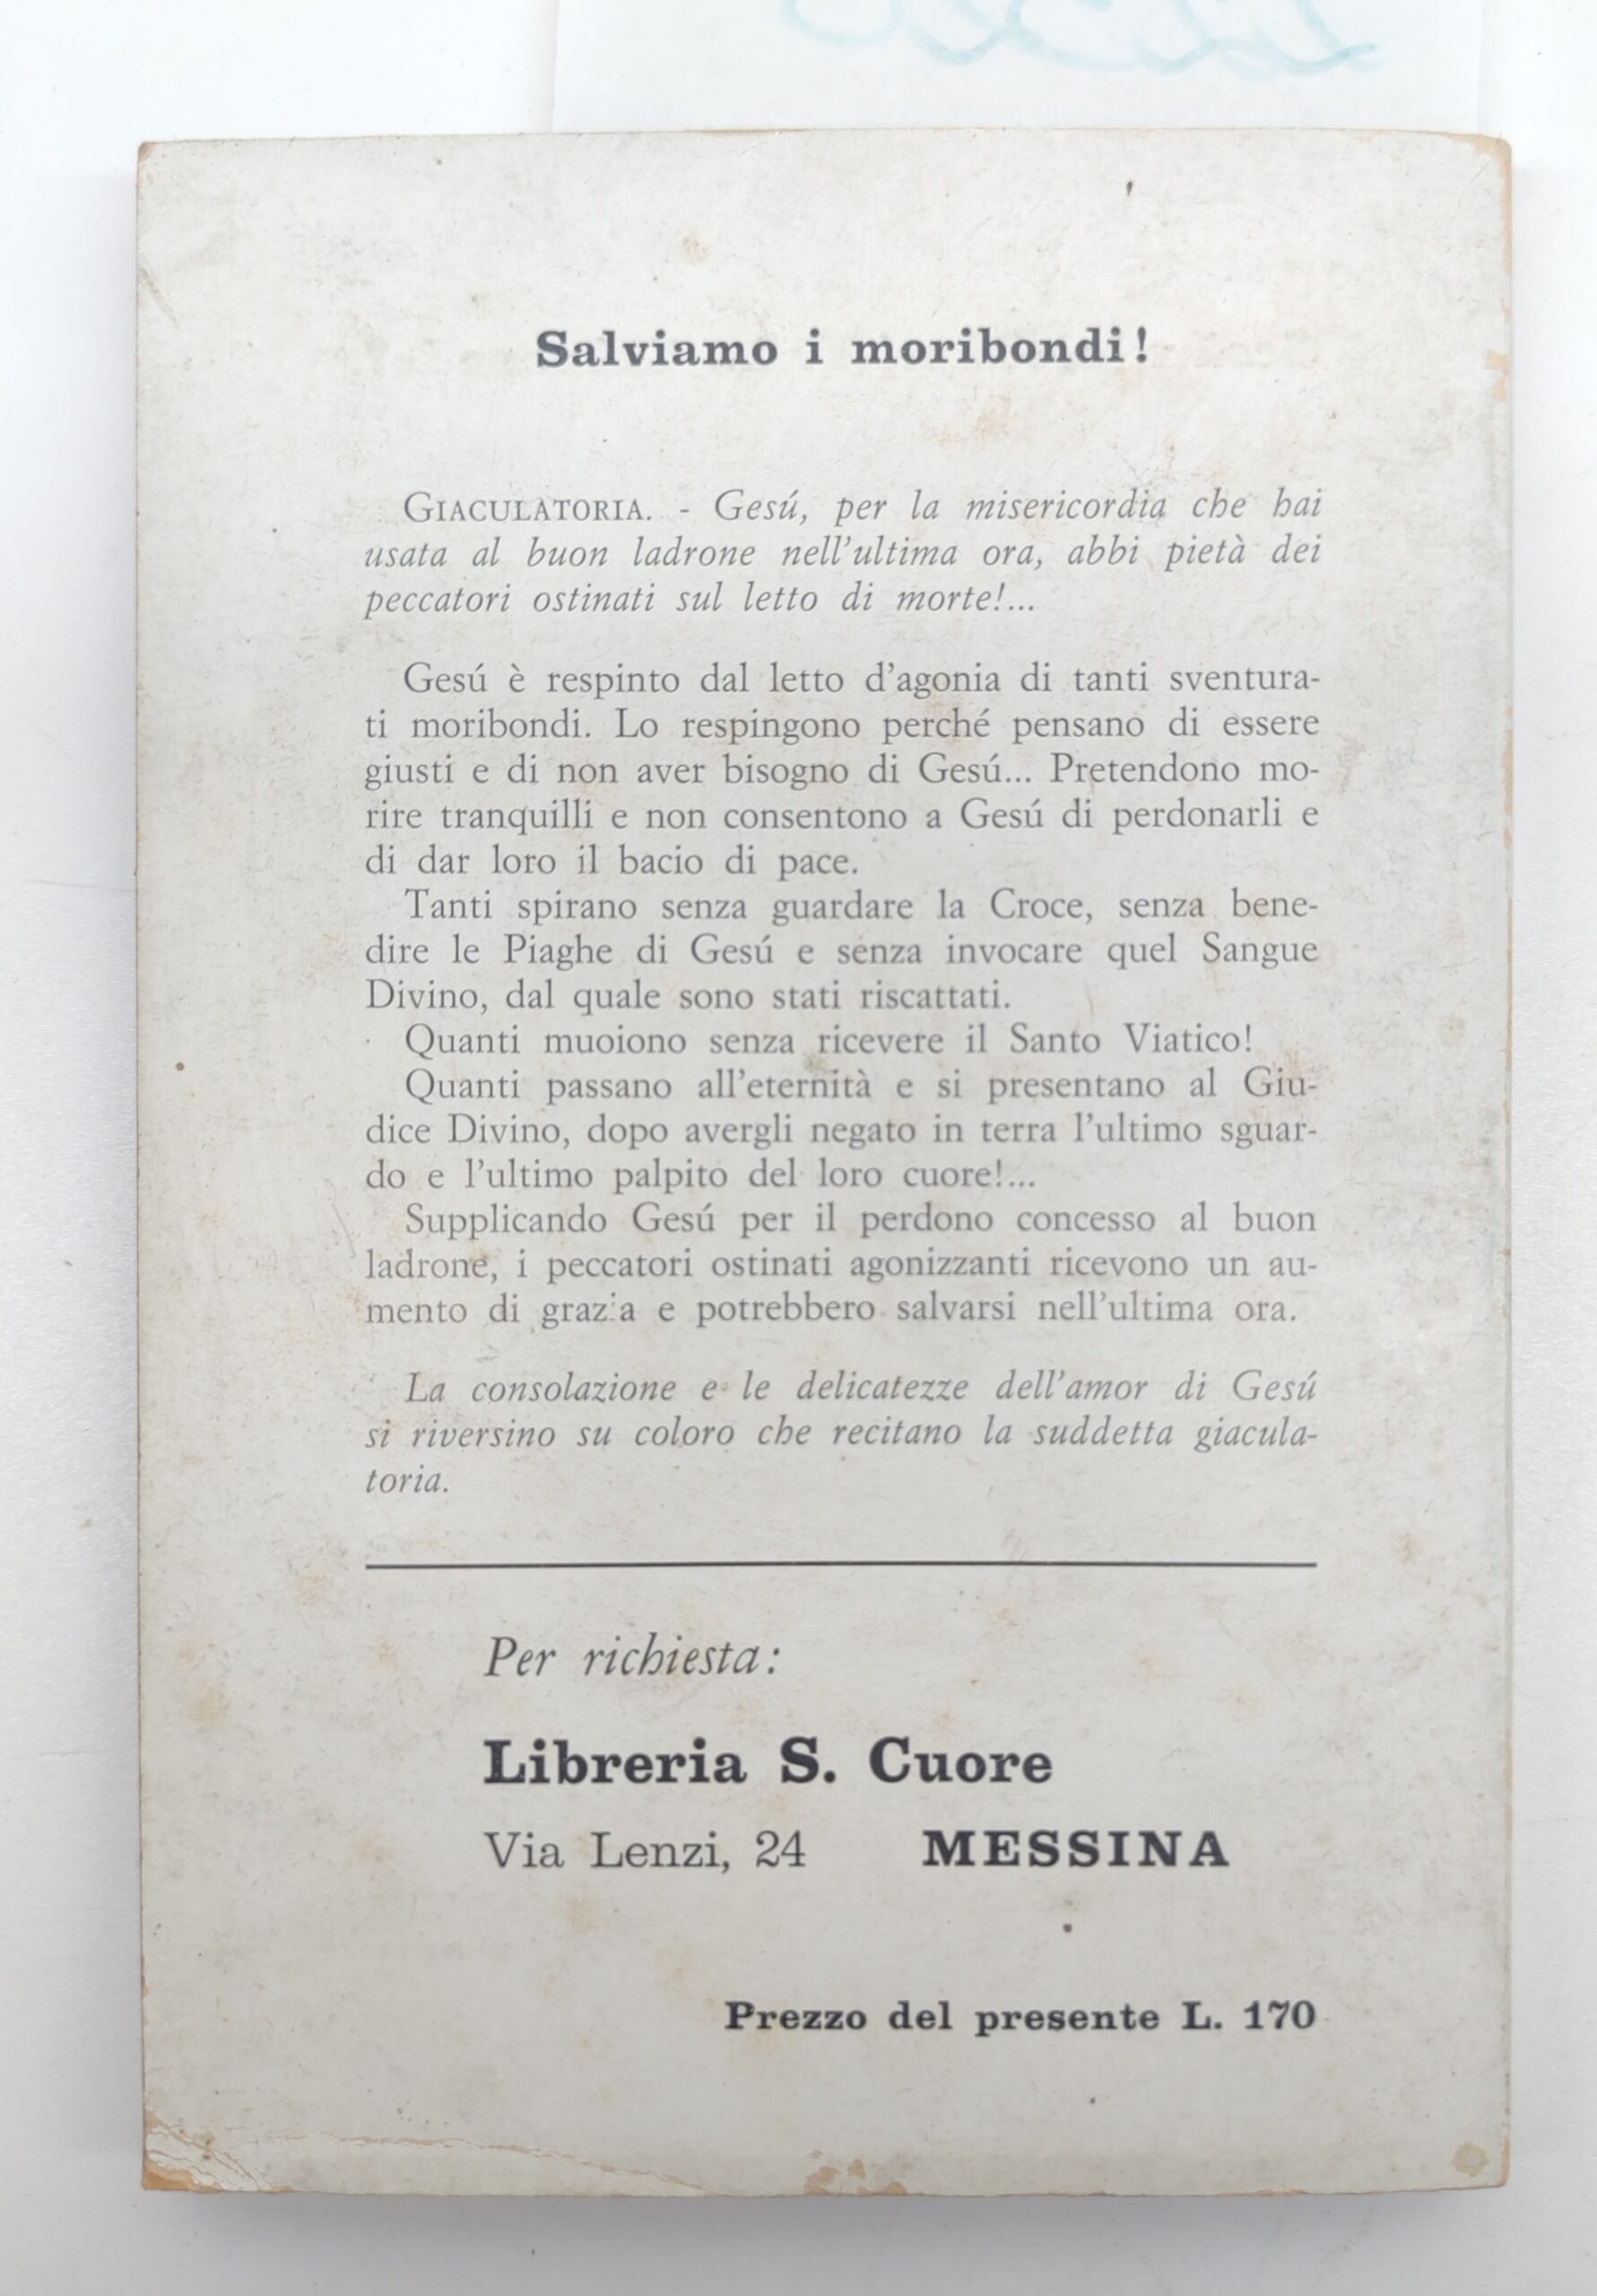 Salviamo i moribondi!
GIACULATORIA. - Gesú, per la misericordia che hai
usata al buon ladrone nell'ultima ora, abbi pietà dei
peccatori ostinati sul letto di morte!...
Gesú è respinto dal letto d'agonia di tanti sventura-
ti moribondi. Lo respingono perché pensano di essere
giusti e di non aver bisogno di Gesú... Pretendono mo-
rire tranquilli e non consentono a Gesú di perdonarli e
di dar loro il bacio di pace.
Tanti spirano senza guardare la Croce, senza bene-
dire le Piaghe di Gesú e senza invocare quel Sangue
Divino, dal quale sono stati riscattati.
Quanti muoiono senza ricevere il Santo Viatico!
Quanti passano all'eternità e si presentano al Giu-
dice Divino, dopo avergli negato in terra l'ultimo sguar-
do e l'ultimo palpito del loro cuore!...
Supplicando Gesú per il perdono concesso al buon
ladrone, i peccatori ostinati agonizzanti ricevono un au-
mento di grazia e potrebbero salvarsi nell'ultima ora.
La consolazione e le delicatezze dell'amor di Gesú
si riversino su coloro che recitano la suddetta giacula-
toria.
Per richiesta:
Libreria S. Cuore
Via Lenzi, 24 MESSINA
Prezzo del presente L. 170